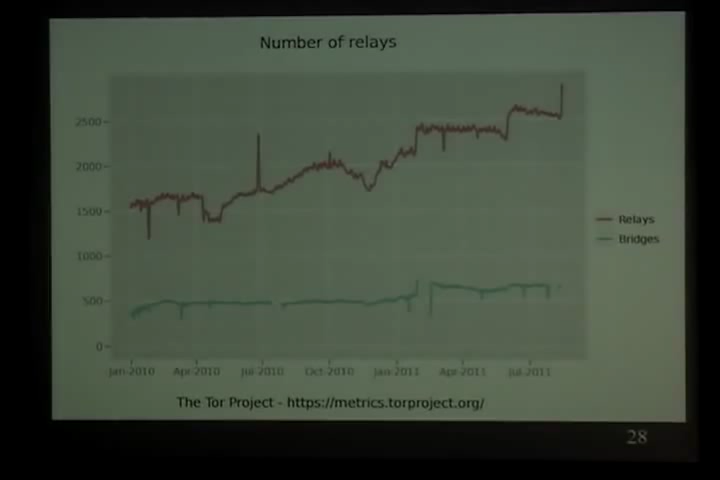 Number of relays
2500
2000
1500
1000
500
0
Jan-2010 Apr-2010 Jul-2010 Oct-2010 Jan-2011 Apr-2011 Jul-2011
Relays
Bridges
The Tor Project - https://metrics.torproject.org/
28